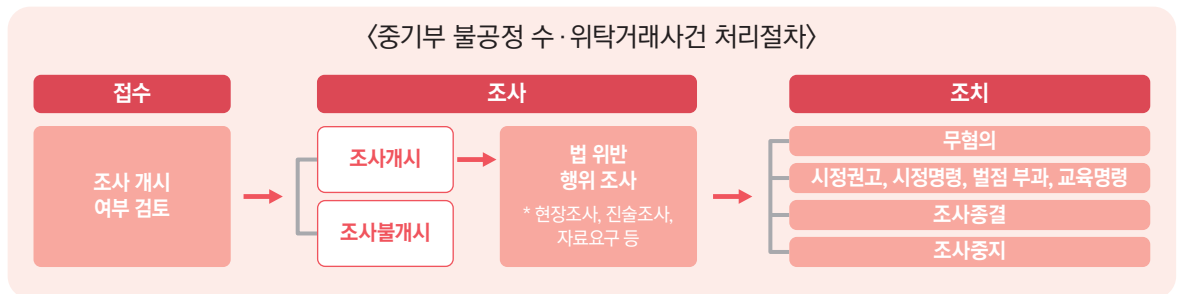 〈중기부 불공정 수·위탁거래사건 처리절차〉
접수
조사 개시
여부 검토
조사
조사개시
조사불개시
법 위반
행위 조사
* 현장조사, 진술조사,
자료요구 등
조치
무혐의
시정권고, 시정명령, 벌점 부과, 교육명령
조사종결
조사중지